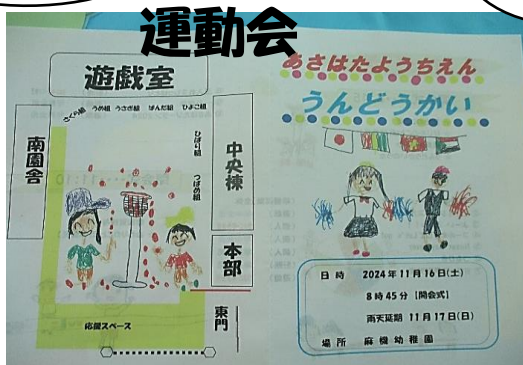 運動会
遊戯室
さくら組 うめ組 うさぎ組 ぱんだ組 ひよこ組
ひばり組
つばめ組
南園舎
中央棟
本部
東門
応援スペース
あさはたようちえん
うんどうかい
日時 2024年11月16日(土)
8時45分【開会式】
雨天延期 11月17日(日)
場所 麻機幼稚園